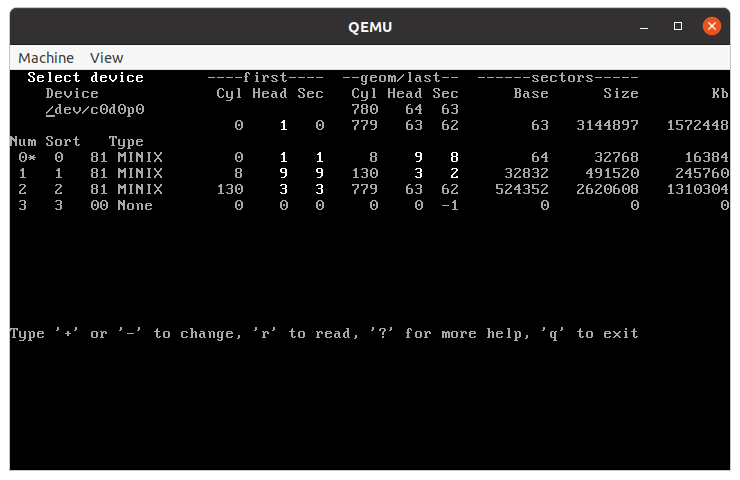 QEMU
Machine View
Select device ----first---- --geom/last-- ------sectors-----
Device Cyl Head Sec Cyl Head Sec Base Size Kb
/dev/c0d0p0 780 64 63
0 1 0 779 63 62 63 3144897 1572448
Num Sort Type
0* 0 81 MINIX 0 1 1 8 9 8 64 32768 16384
1 1 81 MINIX 8 9 9 130 3 2 32832 491520 245760
2 2 81 MINIX 130 3 3 779 63 62 524352 2620608 1310304
3 3 00 None 0 0 0 0 0 -1 0 0 0
Type '+' or '-' to change, 'r' to read, '?' for more help, 'q' to exit